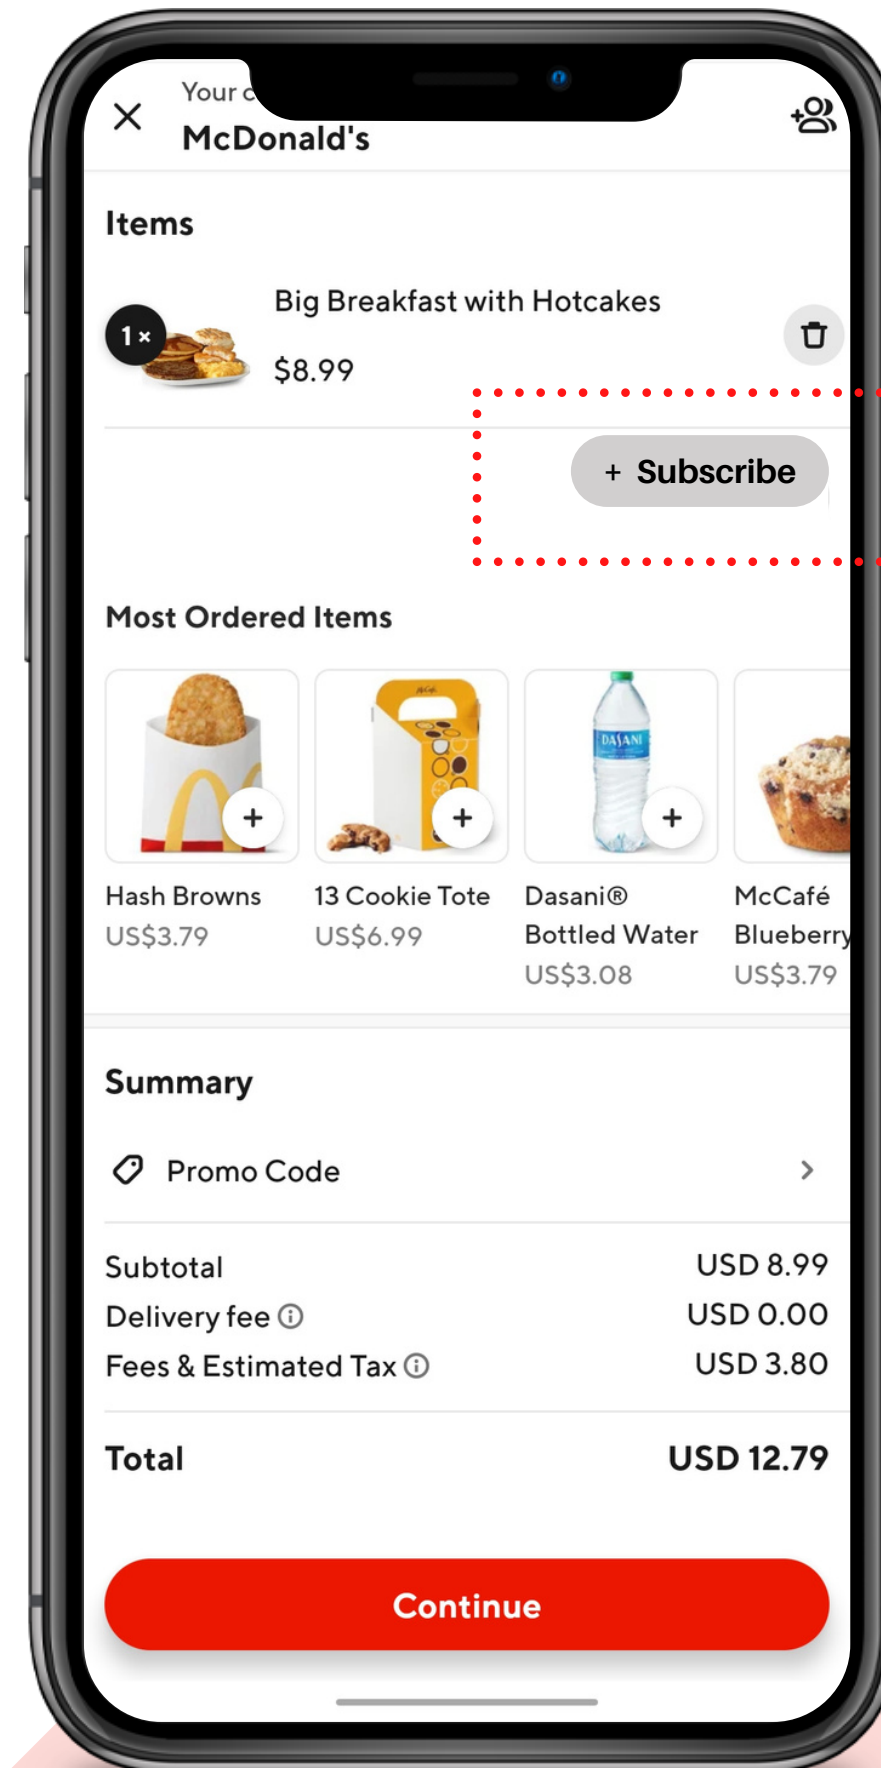 Your c
McDonald's
Items
1 ×
Big Breakfast with Hotcakes
$8.99
+ Subscribe
Most Ordered Items
McCafé
DASANI
Hash Browns
US$3.79
13 Cookie Tote
US$6.99
Dasani®
Bottled Water
US$3.08
McCafé
Blueberry
US$3.79
Summary
Promo Code
Subtotal USD 8.99
Delivery fee USD 0.00
Fees & Estimated Tax USD 3.80
Total USD 12.79
Continue